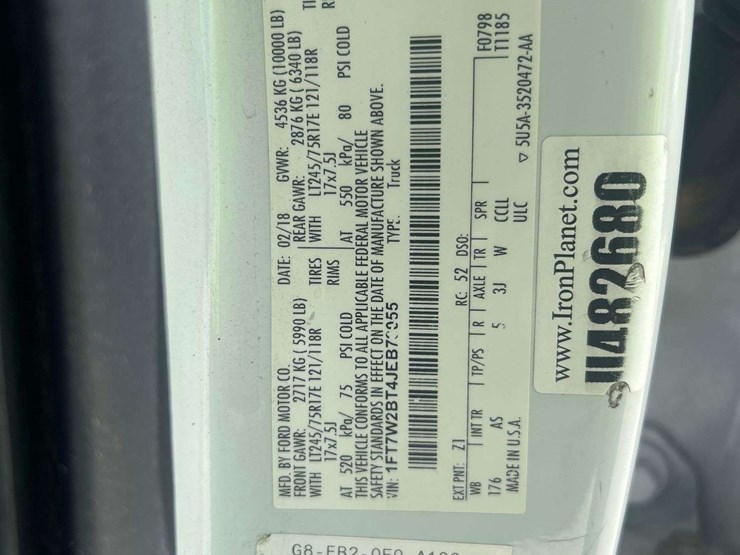 MFD. BY FORD MOTOR CO.
DATE: 02/18 GVWR: 4536 KG (10000 LB)
FRONT GAWR: 2717 KG ( 5990 LB) REAR GAWR: 2876 KG ( 6340 LB)
WITH LT245/75R17E 121/118R TIRES WITH LT245/75R17E 121/118R
17x7.5J RIMS 17x7.5J
AT 520 kPa/ 75 PSI COLD AT 550 kPa/ 80 PSI COLD
THIS VEHICLE CONFORMS TO ALL APPLICABLE FEDERAL MOTOR VEHICLE
SAFETY STANDARDS IN EFFECT ON THE DATE OF MANUFACTURE SHOWN ABOVE.
VIN: TYPE: Truck
F0798
T1185
EXT PNT: Z1 RC: 52 DSO:
WB INT TR TP/PS R AXLE TR SPR
176 AS 5 3J W CCLL
ULC
MADE IN U.S.A. ▽ 5U5A-3520472-AA
www.IronPlanet.com